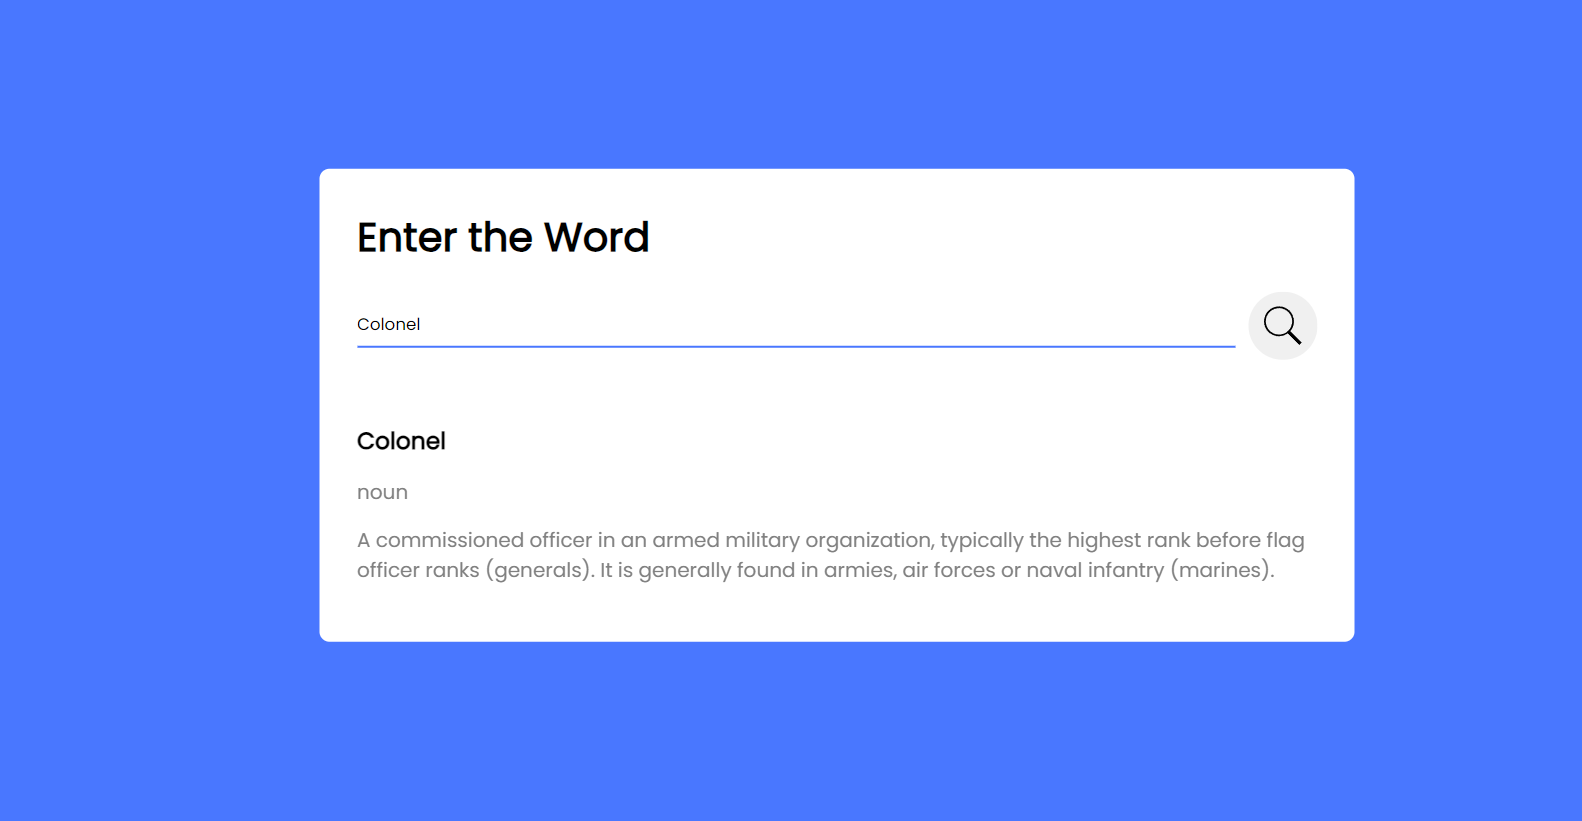 Enter the Word
Colonel
Colonel
noun
A commissioned officer in an armed military organization, typically the highest rank before flag
officer ranks (generals). It is generally found in armies, air forces or naval infantry (marines).